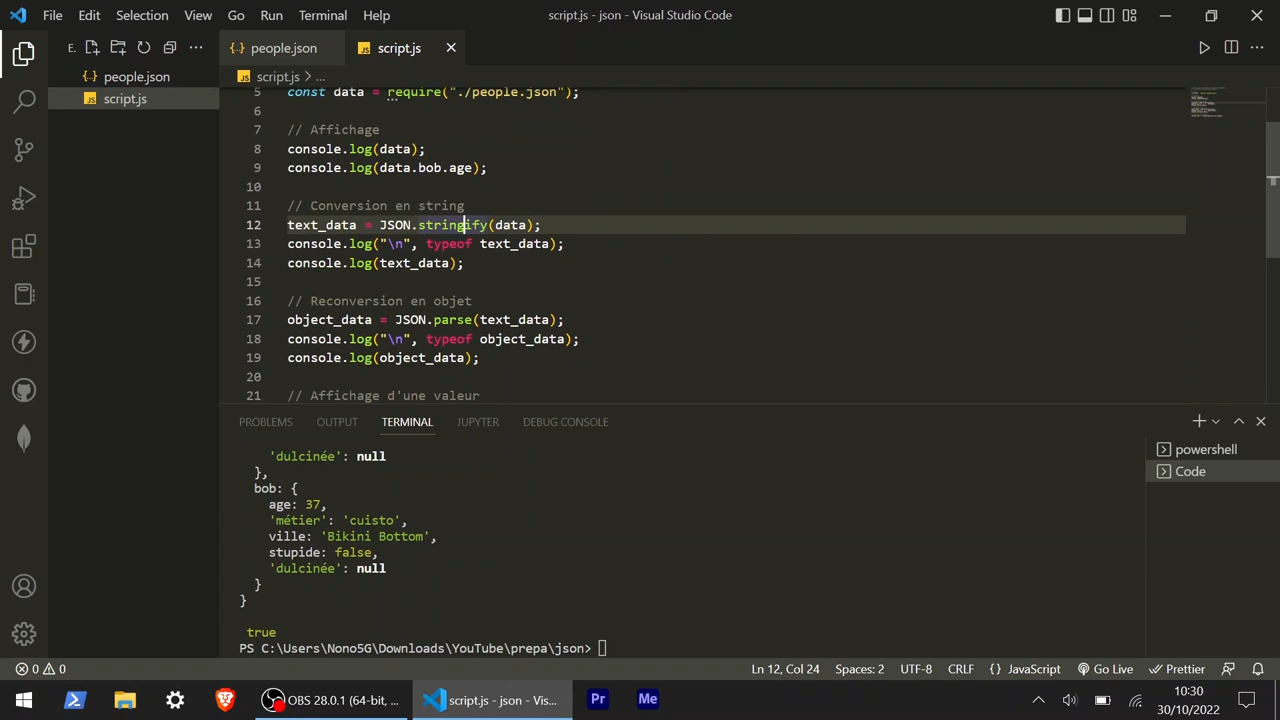 File Edit Selection View Go Run Terminal Help
script.js - json - Visual Studio Code
E.
people.json
script.js
{} people.json
JS script.js
JS script.js > ...
5 const data = require("./people.json");
6
7 // Affichage
8 console.log(data);
9 console.log(data.bob.age);
10
11 // Conversion en string
12 text_data = JSON.stringify(data);
13 console.log("\n", typeof text_data);
14 console.log(text_data);
15
16 // Reconversion en objet
17 object_data = JSON.parse(text_data);
18 console.log("\n", typeof object_data);
19 console.log(object_data);
20
21 // Affichage d'une valeur
PROBLEMS OUTPUT TERMINAL JUPYTER DEBUG CONSOLE
powershell
Code
'dulcinée': null
},
bob: {
age: 37,
'métier': 'cuisto',
ville: 'Bikini Bottom',
stupide: false,
'dulcinée': null
}
}
true
PS C:\Users\Nono5G\Downloads\YouTube\prepa\json>
0 0 Ln 12, Col 24 Spaces: 2 UTF-8 CRLF {} JavaScript Go Live Prettier
OBS 28.0.1 (64-bit, ...
script.js - json - Vis...
Pr
Me
10:30
30/10/2022